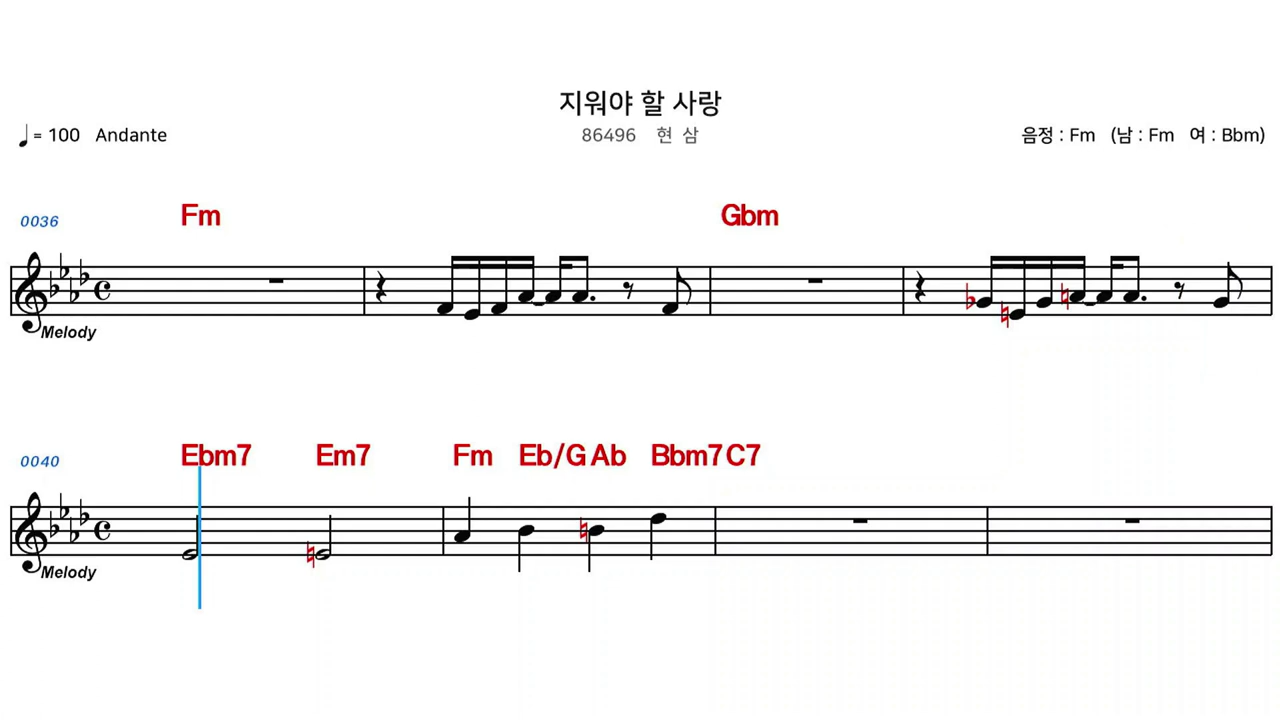 지워야 할 사랑
♩ = 100 Andante
86496 현 삼
음정 : Fm (남 : Fm 여 : Bbm)
0036 Fm Gbm
Melody
0040 Ebm7 Em7 Fm Eb/G Ab Bbm7 C7
Melody